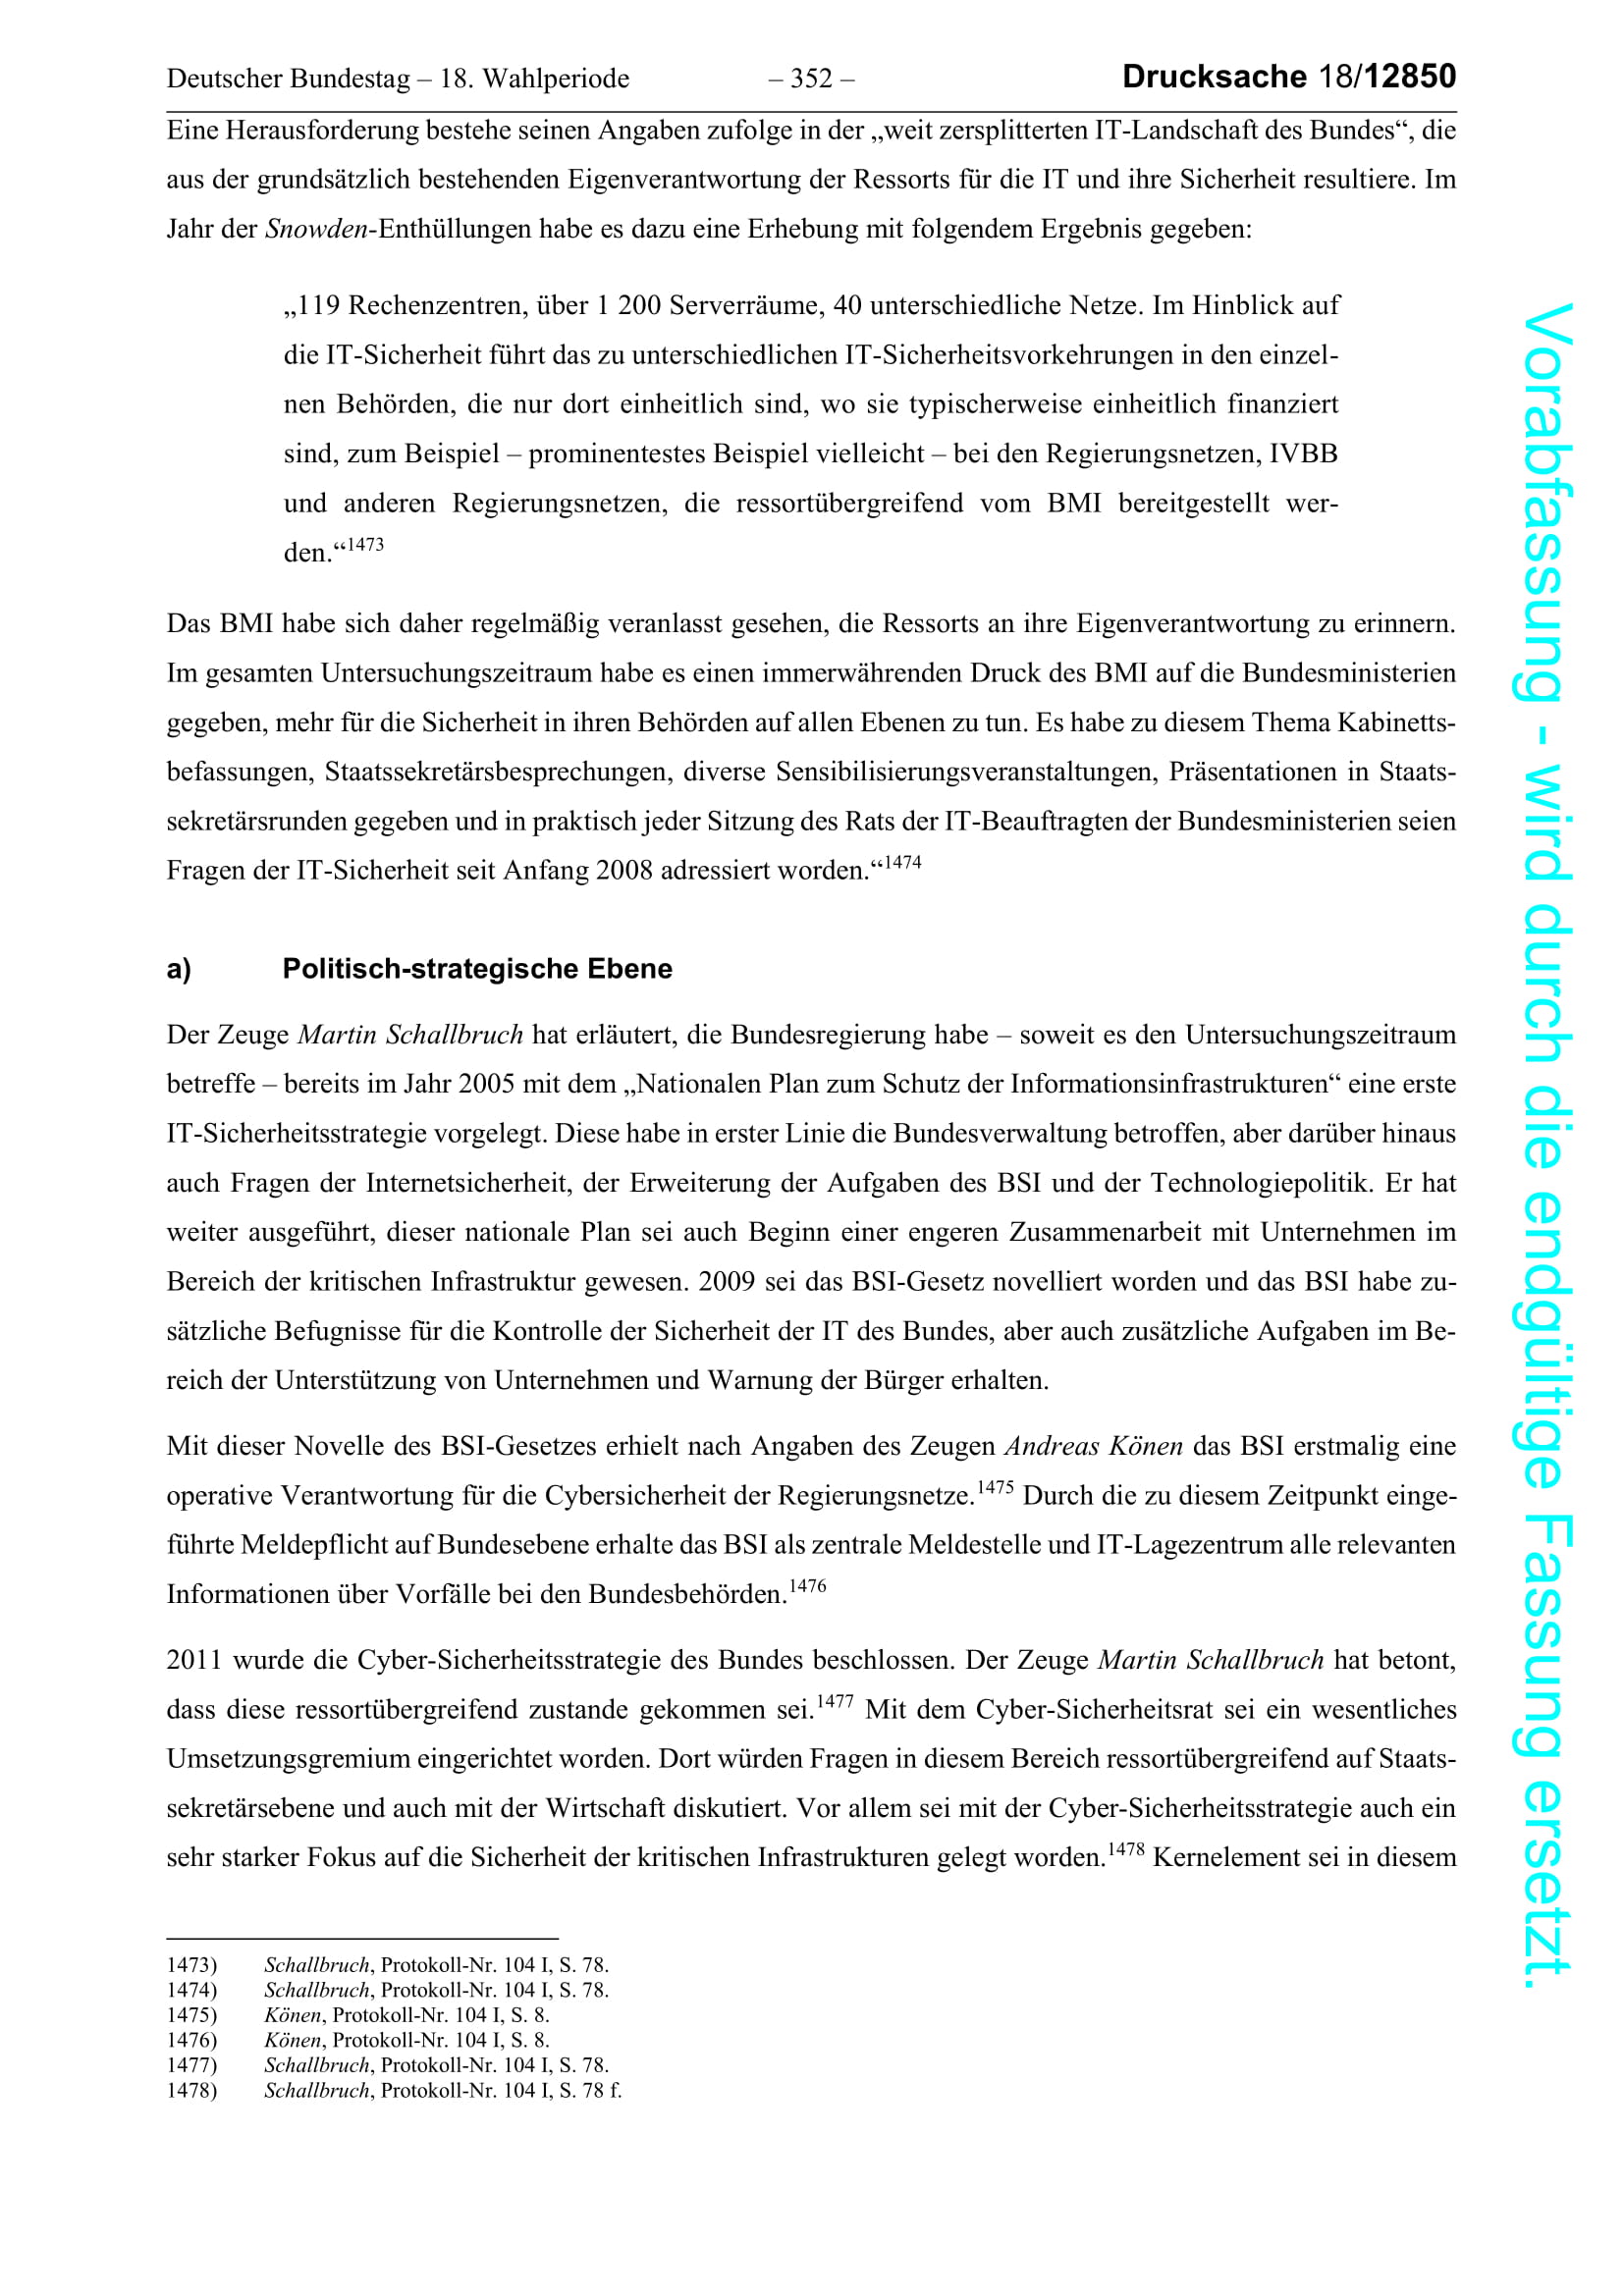 Deutscher Bundestag – 18. Wahlperiode – 352 – Drucksache 18/12850
Eine Herausforderung bestehe seinen Angaben zufolge in der „weit zersplitterten IT-Landschaft des Bundes“, die
aus der grundsätzlich bestehenden Eigenverantwortung der Ressorts für die IT und ihre Sicherheit resultiere. Im
Jahr der Snowden-Enthüllungen habe es dazu eine Erhebung mit folgendem Ergebnis gegeben:
„119 Rechenzentren, über 1 200 Serverräume, 40 unterschiedliche Netze. Im Hinblick auf
die IT-Sicherheit führt das zu unterschiedlichen IT-Sicherheitsvorkehrungen in den einzel-
nen Behörden, die nur dort einheitlich sind, wo sie typischerweise einheitlich finanziert
sind, zum Beispiel – prominentestes Beispiel vielleicht – bei den Regierungsnetzen, IVBB
und anderen Regierungsnetzen, die ressortübergreifend vom BMI bereitgestellt wer-
den.“1473
Das BMI habe sich daher regelmäßig veranlasst gesehen, die Ressorts an ihre Eigenverantwortung zu erinnern.
Im gesamten Untersuchungszeitraum habe es einen immerwährenden Druck des BMI auf die Bundesministerien
gegeben, mehr für die Sicherheit in ihren Behörden auf allen Ebenen zu tun. Es habe zu diesem Thema Kabinetts-
befassungen, Staatssekretärsbesprechungen, diverse Sensibilisierungsveranstaltungen, Präsentationen in Staats-
sekretärsrunden gegeben und in praktisch jeder Sitzung des Rats der IT-Beauftragten der Bundesministerien seien
Fragen der IT-Sicherheit seit Anfang 2008 adressiert worden.“1474
a) Politisch-strategische Ebene
Der Zeuge Martin Schallbruch hat erläutert, die Bundesregierung habe – soweit es den Untersuchungszeitraum
betreffe – bereits im Jahr 2005 mit dem „Nationalen Plan zum Schutz der Informationsinfrastrukturen“ eine erste
IT-Sicherheitsstrategie vorgelegt. Diese habe in erster Linie die Bundesverwaltung betroffen, aber darüber hinaus
auch Fragen der Internetsicherheit, der Erweiterung der Aufgaben des BSI und der Technologiepolitik. Er hat
weiter ausgeführt, dieser nationale Plan sei auch Beginn einer engeren Zusammenarbeit mit Unternehmen im
Bereich der kritischen Infrastruktur gewesen. 2009 sei das BSI-Gesetz novelliert worden und das BSI habe zu-
sätzliche Befugnisse für die Kontrolle der Sicherheit der IT des Bundes, aber auch zusätzliche Aufgaben im Be-
reich der Unterstützung von Unternehmen und Warnung der Bürger erhalten.
Mit dieser Novelle des BSI-Gesetzes erhielt nach Angaben des Zeugen Andreas Könen das BSI erstmalig eine
operative Verantwortung für die Cybersicherheit der Regierungsnetze.1475 Durch die zu diesem Zeitpunkt einge-
führte Meldepflicht auf Bundesebene erhalte das BSI als zentrale Meldestelle und IT-Lagezentrum alle relevanten
Informationen über Vorfälle bei den Bundesbehörden.1476
2011 wurde die Cyber-Sicherheitsstrategie des Bundes beschlossen. Der Zeuge Martin Schallbruch hat betont,
dass diese ressortübergreifend zustande gekommen sei.1477 Mit dem Cyber-Sicherheitsrat sei ein wesentliches
Umsetzungsgremium eingerichtet worden. Dort würden Fragen in diesem Bereich ressortübergreifend auf Staats-
sekretärsebene und auch mit der Wirtschaft diskutiert. Vor allem sei mit der Cyber-Sicherheitsstrategie auch ein
sehr starker Fokus auf die Sicherheit der kritischen Infrastrukturen gelegt worden.1478 Kernelement sei in diesem
1473) Schallbruch, Protokoll-Nr. 104 I, S. 78.
1474) Schallbruch, Protokoll-Nr. 104 I, S. 78.
1475) Könen, Protokoll-Nr. 104 I, S. 8.
1476) Könen, Protokoll-Nr. 104 I, S. 8.
1477) Schallbruch, Protokoll-Nr. 104 I, S. 78.
1478) Schallbruch, Protokoll-Nr. 104 I, S. 78 f.
Vorabfassung - wird durch die endgültige Fassung ersetzt.